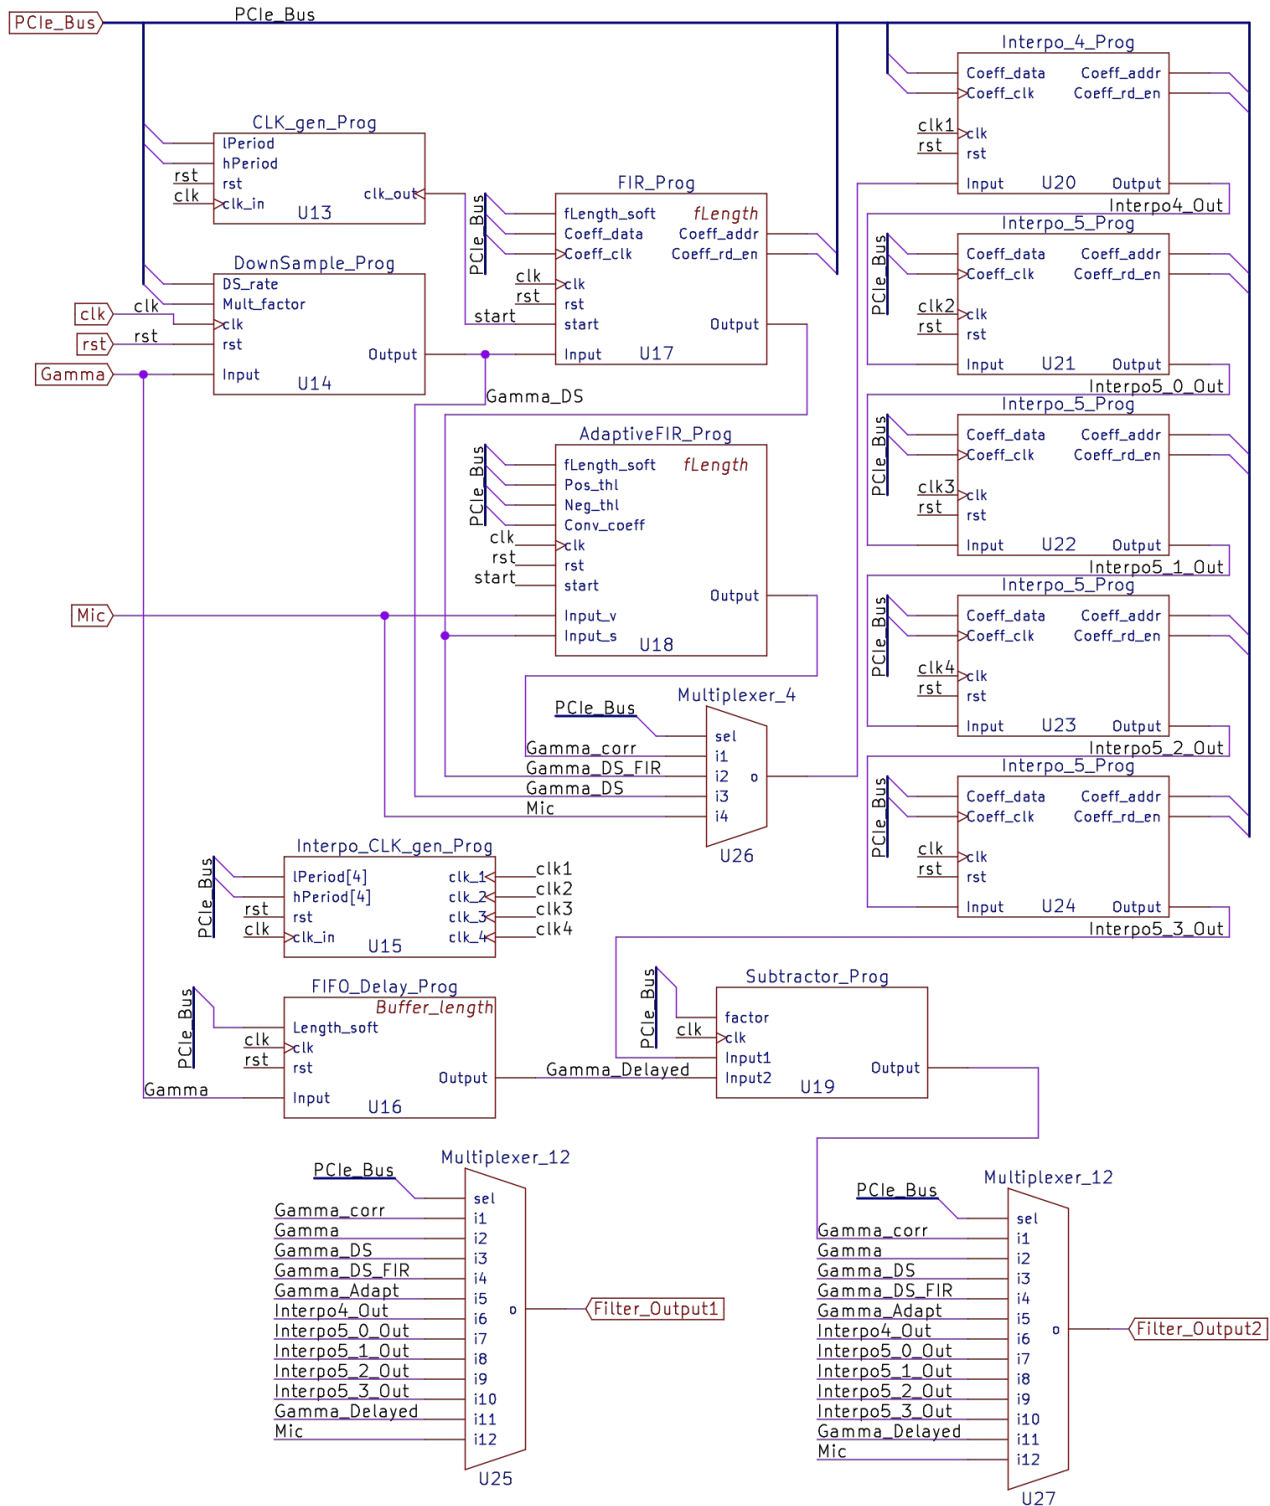 PCIe_Bus
PCIe_Bus
CLK_gen_Prog
lPeriod
hPeriod
rst
rst
clk
clk_in
clk_out
U13
DownSample_Prog
DS_rate
Mult_factor
clk
clk
clk
rst
rst
rst
Gamma
Input
Output
U14
FIR_Prog
PCIe_Bus
fLength_soft
fLength
Coeff_data
Coeff_addr
Coeff_clk
Coeff_rd_en
clk
clk
rst
rst
start
start
Output
Input
U17
Gamma_DS
AdaptiveFIR_Prog
PCIe_Bus
fLength_soft
fLength
Pos_thl
Neg_thl
Conv_coeff
clk
clk
rst
rst
start
start
Output
Mic
Input_v
Input_s
U18
Multiplexer_4
PCIe_Bus
sel
Gamma_corr
i1
Gamma_DS_FIR
i2
o
Gamma_DS
i3
Mic
i4
U26
Interpo_4_Prog
Coeff_data
Coeff_addr
Coeff_clk
Coeff_rd_en
clk1
clk
rst
rst
Input
U20
Output
Interpo4_Out
Interpo_5_Prog
PCIe_Bus
Coeff_data
Coeff_addr
Coeff_clk
Coeff_rd_en
clk2
clk
rst
rst
Input
U21
Output
Interpo5_0_Out
Interpo_5_Prog
PCIe_Bus
Coeff_data
Coeff_addr
Coeff_clk
Coeff_rd_en
clk3
clk
rst
rst
Input
U22
Output
Interpo5_1_Out
Interpo_5_Prog
PCIe_Bus
Coeff_data
Coeff_addr
Coeff_clk
Coeff_rd_en
clk4
clk
rst
rst
Input
U23
Output
Interpo5_2_Out
Interpo_5_Prog
PCIe_Bus
Coeff_data
Coeff_addr
Coeff_clk
Coeff_rd_en
clk
clk
rst
rst
Input
U24
Output
Interpo5_3_Out
Interpo_CLK_gen_Prog
PCIe_Bus
lPeriod[4]
clk_1
clk1
hPeriod[4]
clk_2
clk2
rst
rst
clk_3
clk3
clk
clk_in
clk_4
clk4
U15
FIFO_Delay_Prog
Buffer_length
PCIe_Bus
Length_soft
clk
clk
rst
rst
Output
Gamma
Input
U16
Gamma_Delayed
Subtractor_Prog
PCIe_Bus
factor
clk
clk
Input1
Input2
Output
U19
Multiplexer_12
PCIe_Bus
sel
Gamma_corr
i1
Gamma
i2
Gamma_DS
i3
Gamma_DS_FIR
i4
Gamma_Adapt
i5
Interpo4_Out
i6
o
Filter_Output1
Interpo5_0_Out
i7
Interpo5_1_Out
i8
Interpo5_2_Out
i9
Interpo5_3_Out
i10
Gamma_Delayed
i11
Mic
i12
U25
Multiplexer_12
PCIe_Bus
sel
Gamma_corr
i1
Gamma
i2
Gamma_DS
i3
Gamma_DS_FIR
i4
Gamma_Adapt
i5
Interpo4_Out
i6
o
Filter_Output2
Interpo5_0_Out
i7
Interpo5_1_Out
i8
Interpo5_2_Out
i9
Interpo5_3_Out
i10
Gamma_Delayed
i11
Mic
i12
U27